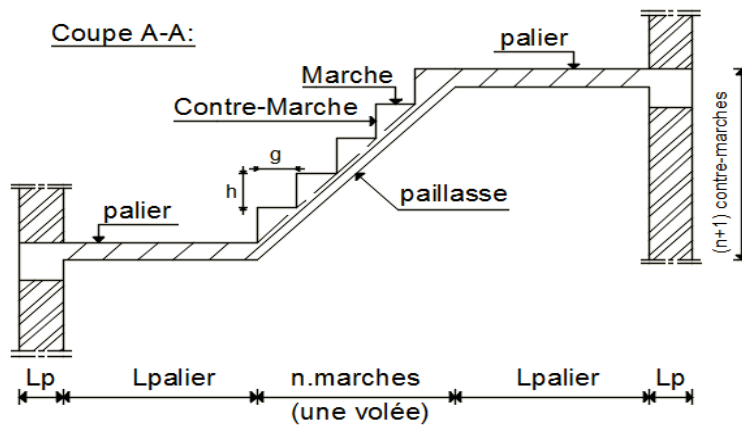 Coupe A-A:
palier
Marche
Contre-Marche
g
h
palier
paillasse
(n+1) contre-marches
Lp
Lpalier
n.marches
(une volée)
Lpalier
Lp